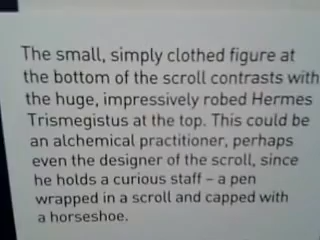 The small, simply clothed figure at
the bottom of the scroll contrasts with
the huge, impressively robed Hermes
Trismegistus at the top. This could be
an alchemical practitioner, perhaps
even the designer of the scroll, since
he holds a curious staff – a pen
wrapped in a scroll and capped with
a horseshoe.